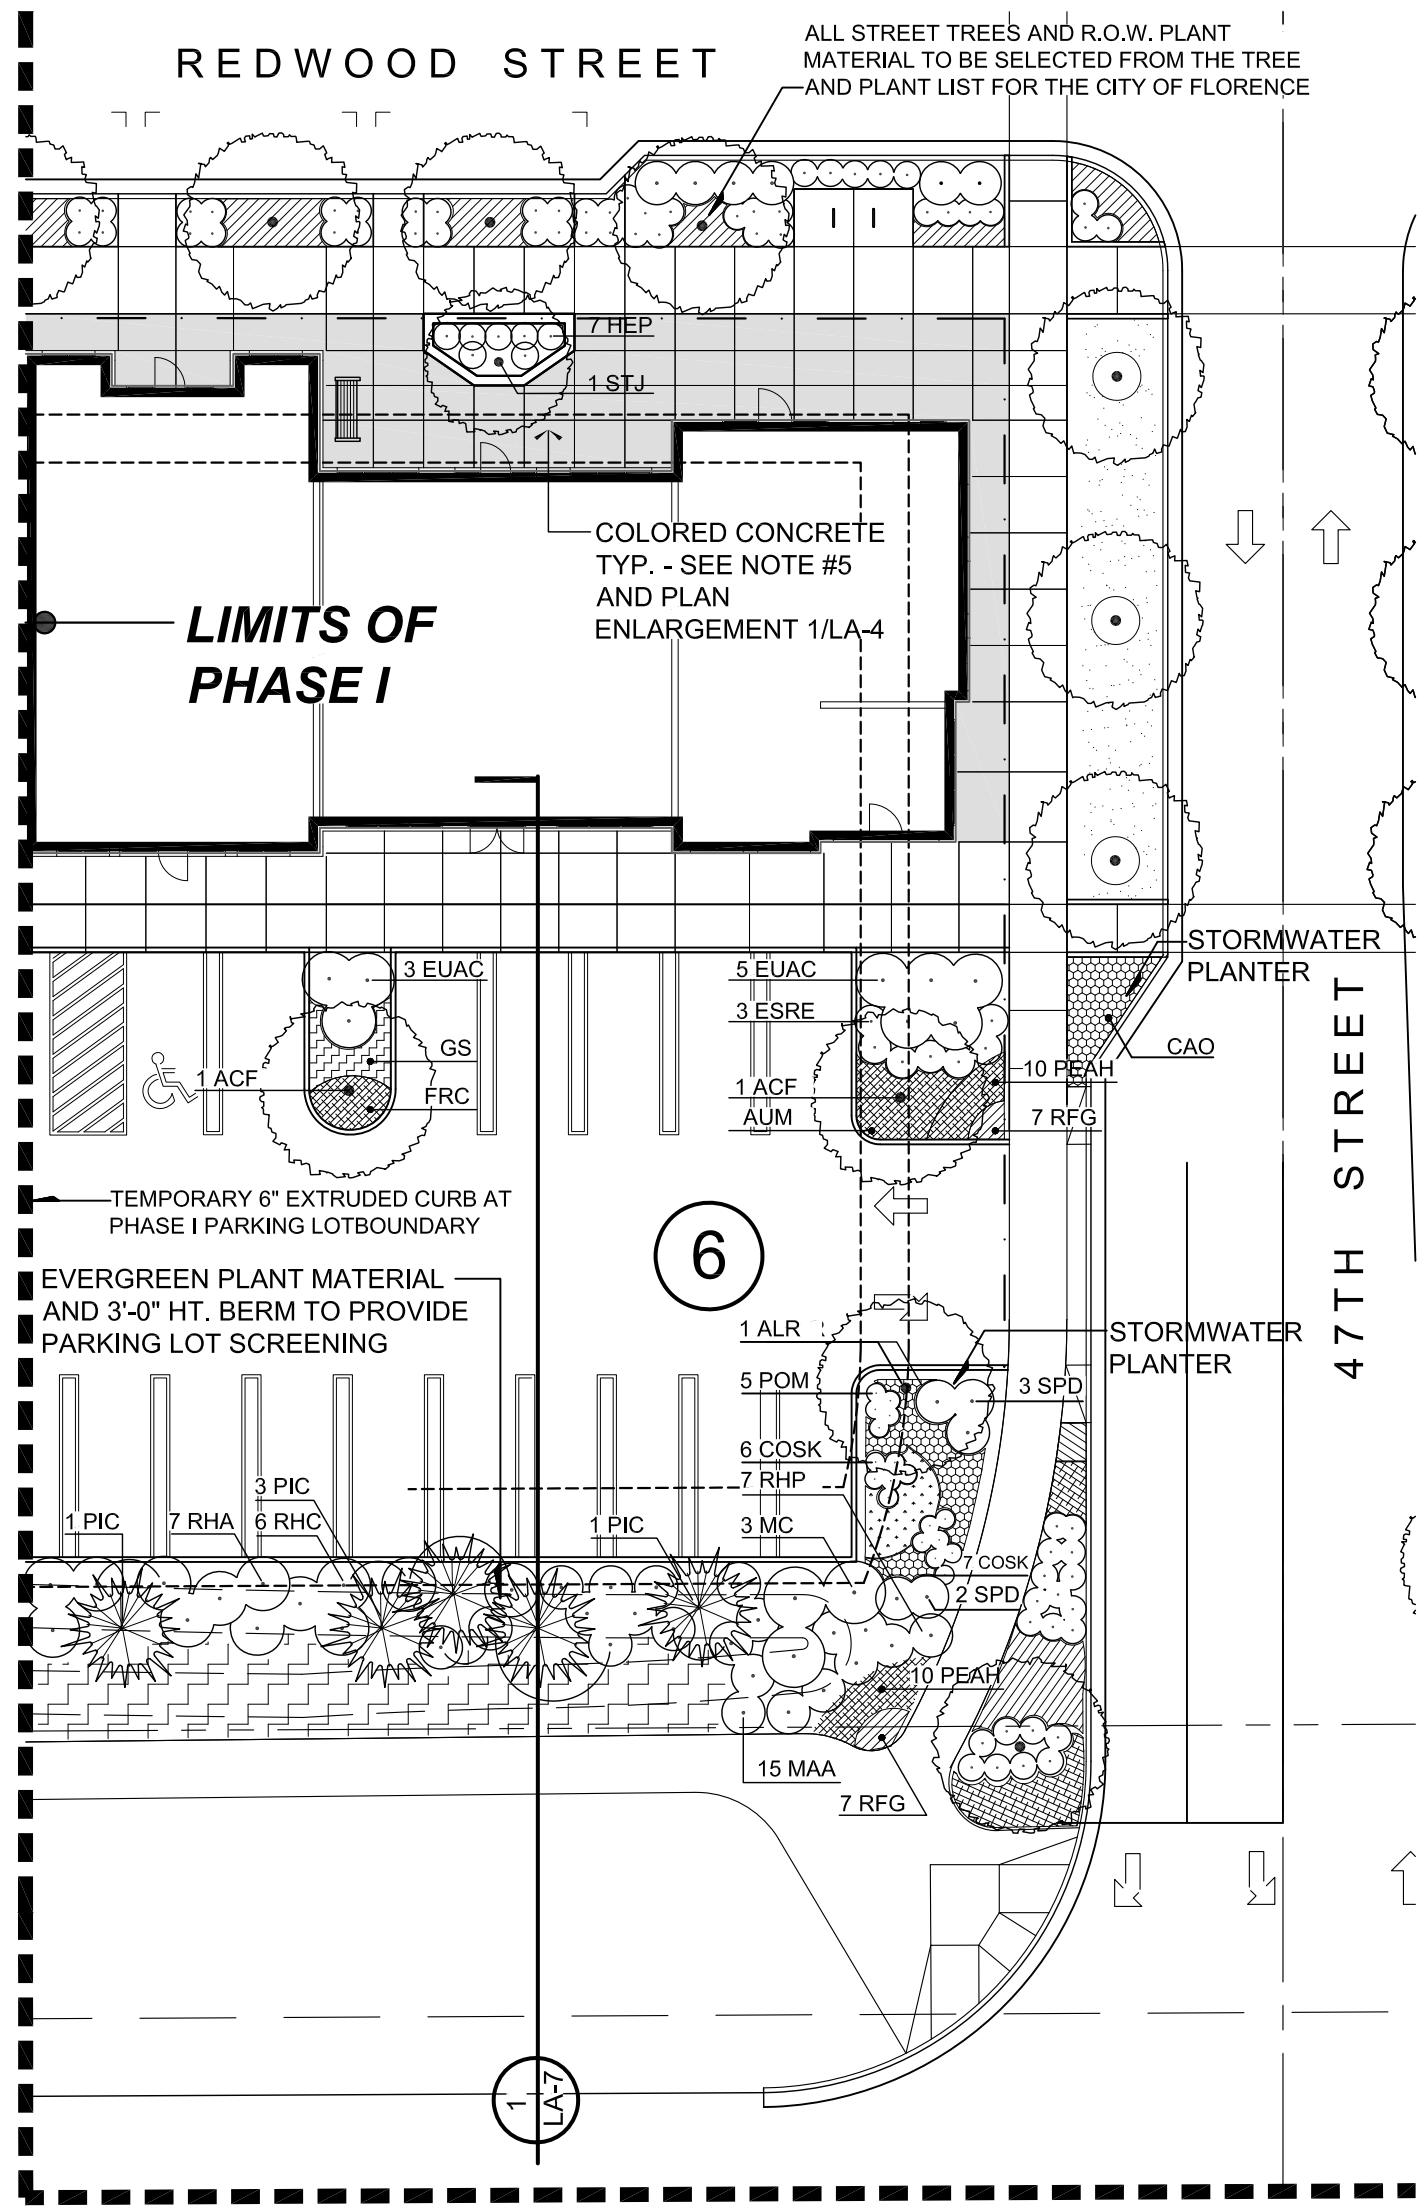 REDWOOD STREET
ALL STREET TREES AND R.O.W. PLANT
MATERIAL TO BE SELECTED FROM THE TREE
AND PLANT LIST FOR THE CITY OF FLORENCE
7 HEP
1 STJ
COLORED CONCRETE
TYP. - SEE NOTE #5
AND PLAN
ENLARGEMENT 1/LA-4
LIMITS OF
PHASE I
STORMWATER
PLANTER
CAO
47TH STREET
3 EUAC
GS
1 ACF
FRC
5 EUAC
3 ESRE
10 PEAH
1 ACF
AUM
7 RFG
TEMPORARY 6" EXTRUDED CURB AT
PHASE I PARKING LOTBOUNDARY
6
EVERGREEN PLANT MATERIAL
AND 3'-0" HT. BERM TO PROVIDE
PARKING LOT SCREENING
1 ALR
STORMWATER
PLANTER
5 POM
3 SPD
6 COSK
7 RHP
3 PIC
1 PIC
7 RHA
6 RHC
1 PIC
3 MC
7 COSK
2 SPD
10 PEAH
15 MAA
7 RFG
1
LA-7